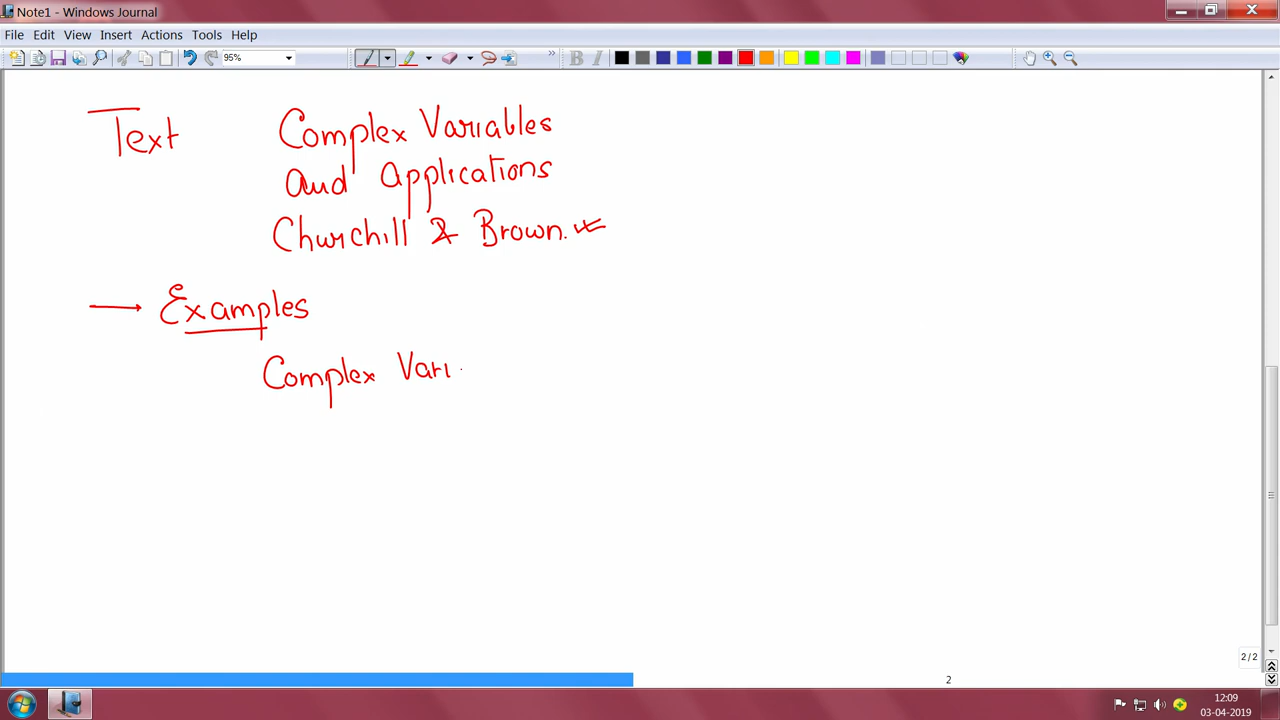 Note1 - Windows Journal
File Edit View Insert Actions Tools Help
95%
Text Complex Variables
and Applications
Churchill & Brown.
Examples
Complex Vari
2/2
2
12:09
03-04-2019